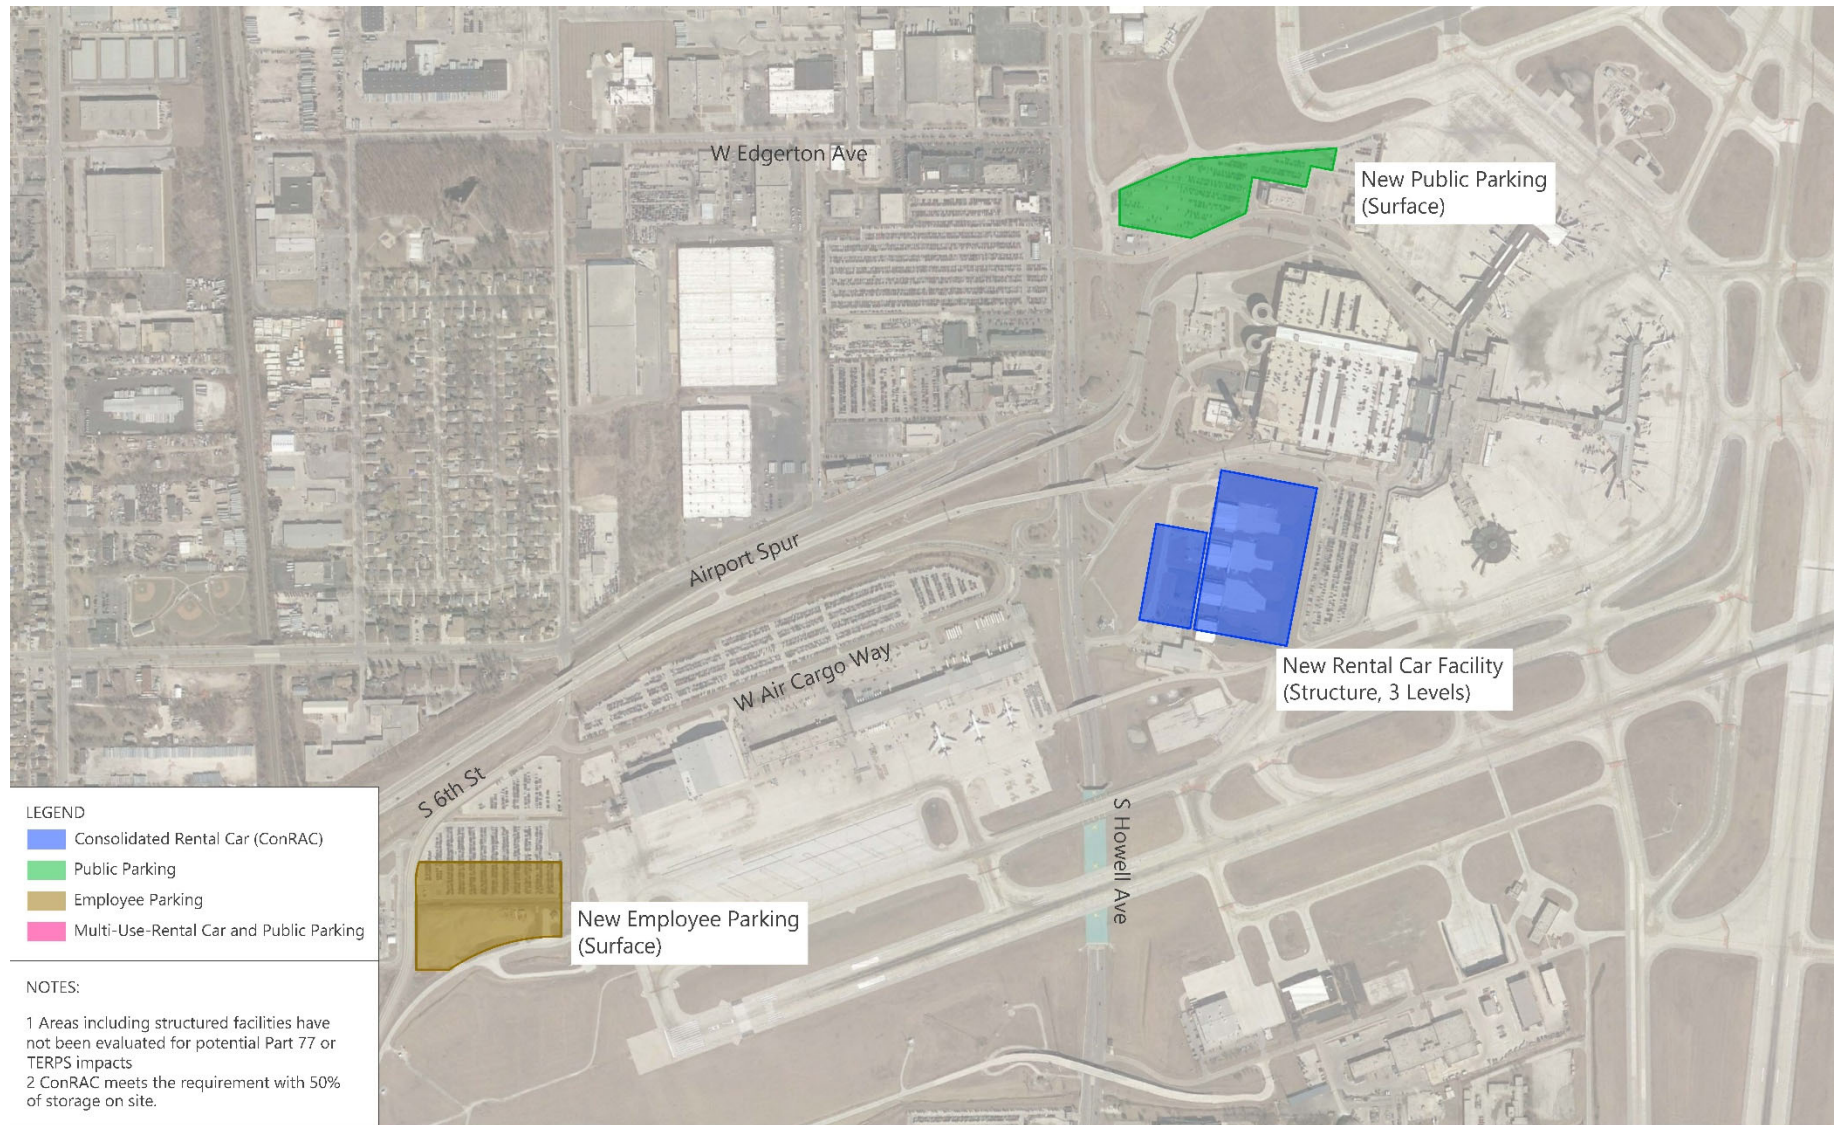 W Edgerton Ave
New Public Parking
(Surface)
Airport Spur
W Air Cargo Way
New Rental Car Facility
(Structure, 3 Levels)
S 6th St
S Howell Ave
New Employee Parking
(Surface)
LEGEND
Consolidated Rental Car (ConRAC)
Public Parking
Employee Parking
Multi-Use-Rental Car and Public Parking
NOTES:
1 Areas including structured facilities have
not been evaluated for potential Part 77 or
TERPS impacts
2 ConRAC meets the requirement with 50%
of storage on site.